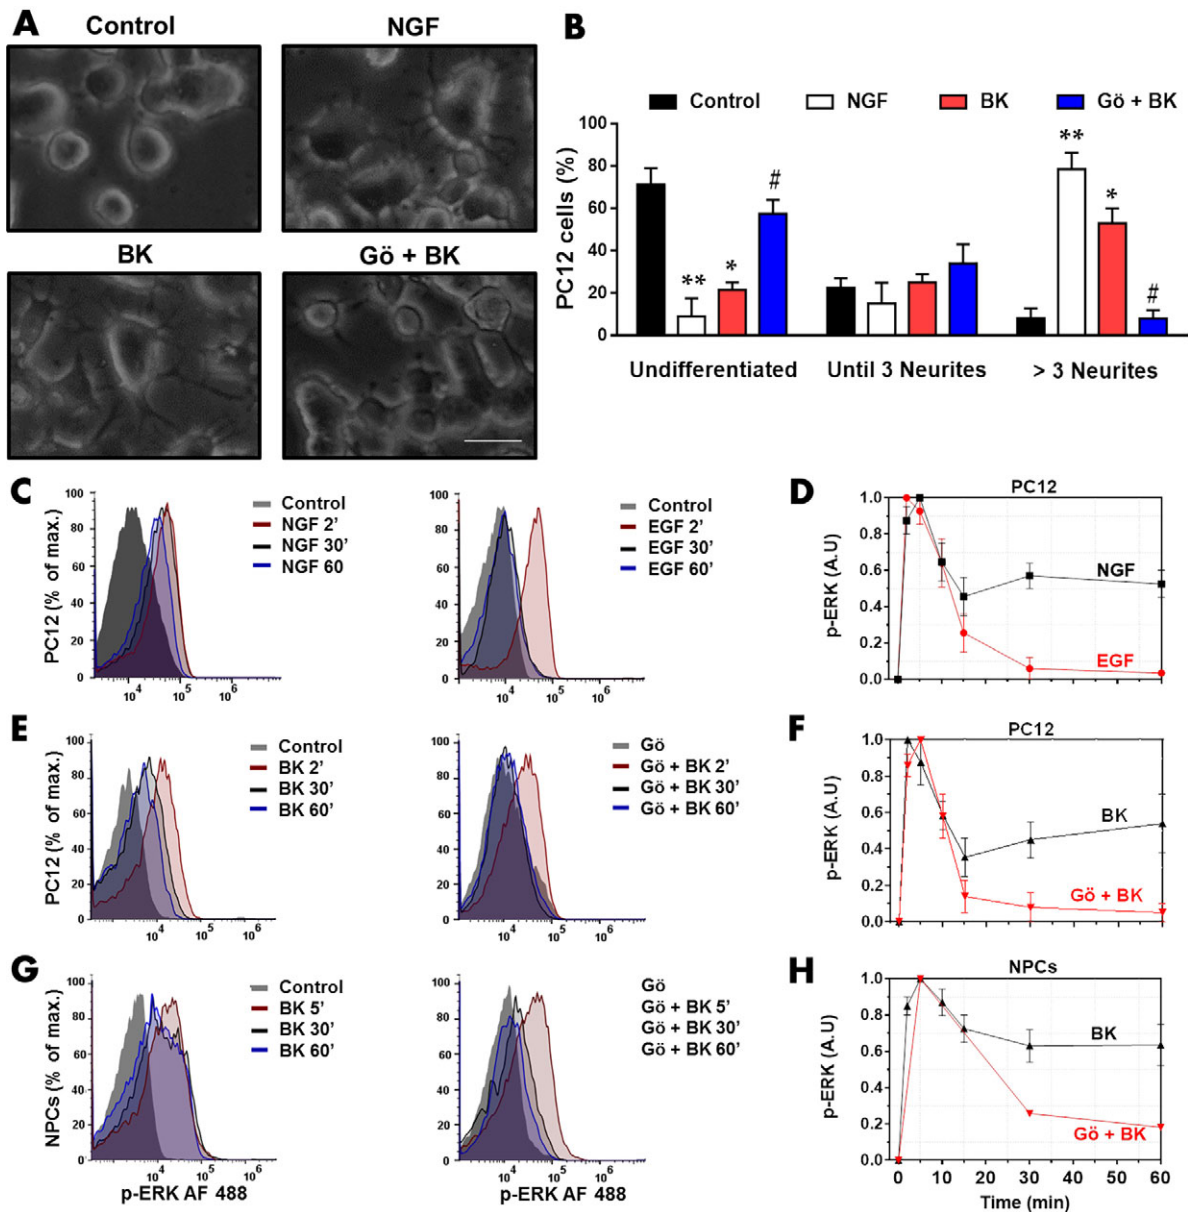 A
Control
NGF
BK
Gö + BK
B
Control
NGF
BK
Gö + BK
PC12 cells (%)
100
80
60
40
20
0
**
*
#
**
*
#
Undifferentiated
Until 3 Neurites
> 3 Neurites
C
PC12 (% of max.)
100
80
60
40
20
0
Control
NGF 2’
NGF 30’
NGF 60
10⁴
10⁵
10⁶
100
80
60
40
20
0
Control
EGF 2’
EGF 30’
EGF 60’
10⁴
10⁵
10⁶
D
PC12
p-ERK (A.U)
1.0
0.8
0.6
0.4
0.2
0.0
NGF
EGF
E
PC12 (% of max.)
100
80
60
40
20
0
Control
BK 2’
BK 30’
BK 60’
10⁴
10⁵
10⁶
100
80
60
40
20
0
Gö
Gö + BK 2’
Gö + BK 30’
Gö + BK 60’
10⁴
10⁵
10⁶
F
PC12
p-ERK (A.U)
1.0
0.8
0.6
0.4
0.2
0.0
BK
Gö + BK
G
NPCs (% of max.)
100
80
60
40
20
0
Control
BK 5’
BK 30’
BK 60’
10⁴
10⁵
10⁶
p-ERK AF 488
100
80
60
40
20
0
Gö
Gö + BK 5’
Gö + BK 30’
Gö + BK 60’
10⁴
10⁵
10⁶
p-ERK AF 488
H
NPCs
p-ERK (A.U)
1.0
0.8
0.6
0.4
0.2
0.0
BK
Gö + BK
0 10 20 30 40 50 60
Time (min)